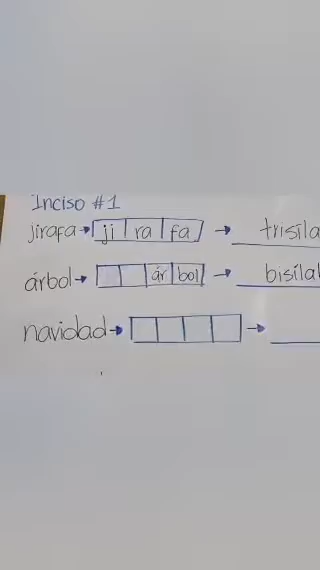 Inciso #1
jirafa → ji ra fa → trisíla
árbol → ár bol → bisílal
navidad → →